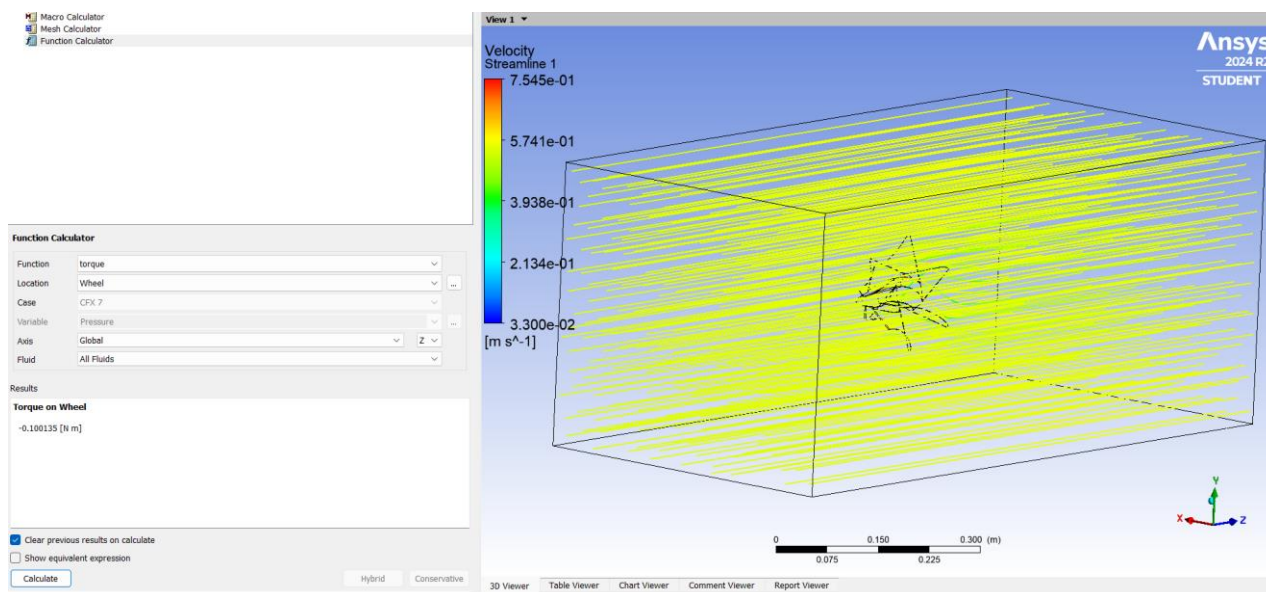 Macro Calculator
Mesh Calculator
Function Calculator
Function Calculator
Function torque
Location Wheel ...
Case CFX 7
Variable Pressure ...
Axis Global Z
Fluid All Fluids
Results
Torque on Wheel
-0.100135 [N m]
Clear previous results on calculate
Show equivalent expression
Calculate Hybrid Conservative
View 1
Velocity
Streamline 1
7.545e-01
5.741e-01
3.938e-01
2.134e-01
3.300e-02
[m s^-1]
Ansys
2024 R2
STUDENT
Y
X Z
0 0.150 0.300 (m)
0.075 0.225
3D Viewer Table Viewer Chart Viewer Comment Viewer Report Viewer